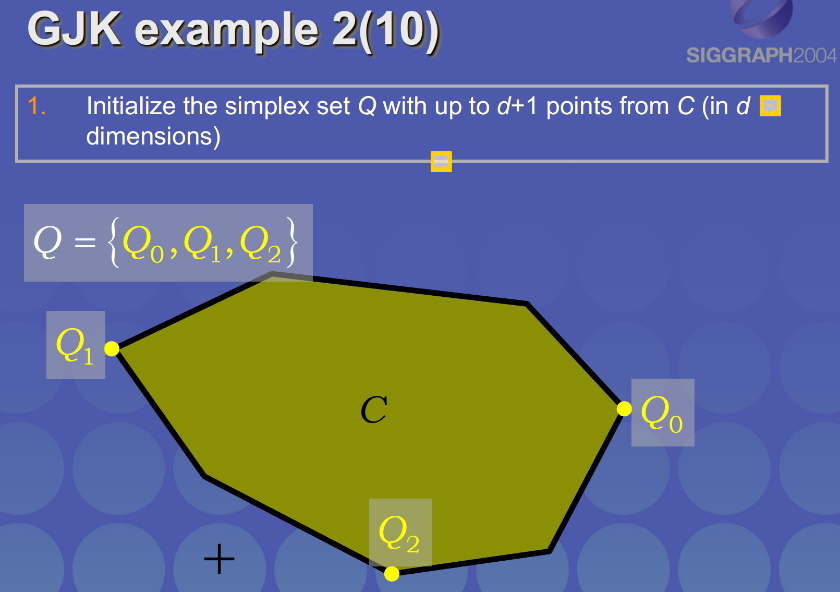 GJK example 2(10)
SIGGRAPH2004
1. Initialize the simplex set Q with up to d+1 points from C (in d
dimensions)
Q = {Q₀, Q₁, Q₂}
Q₁
C
Q₀
Q₂
+